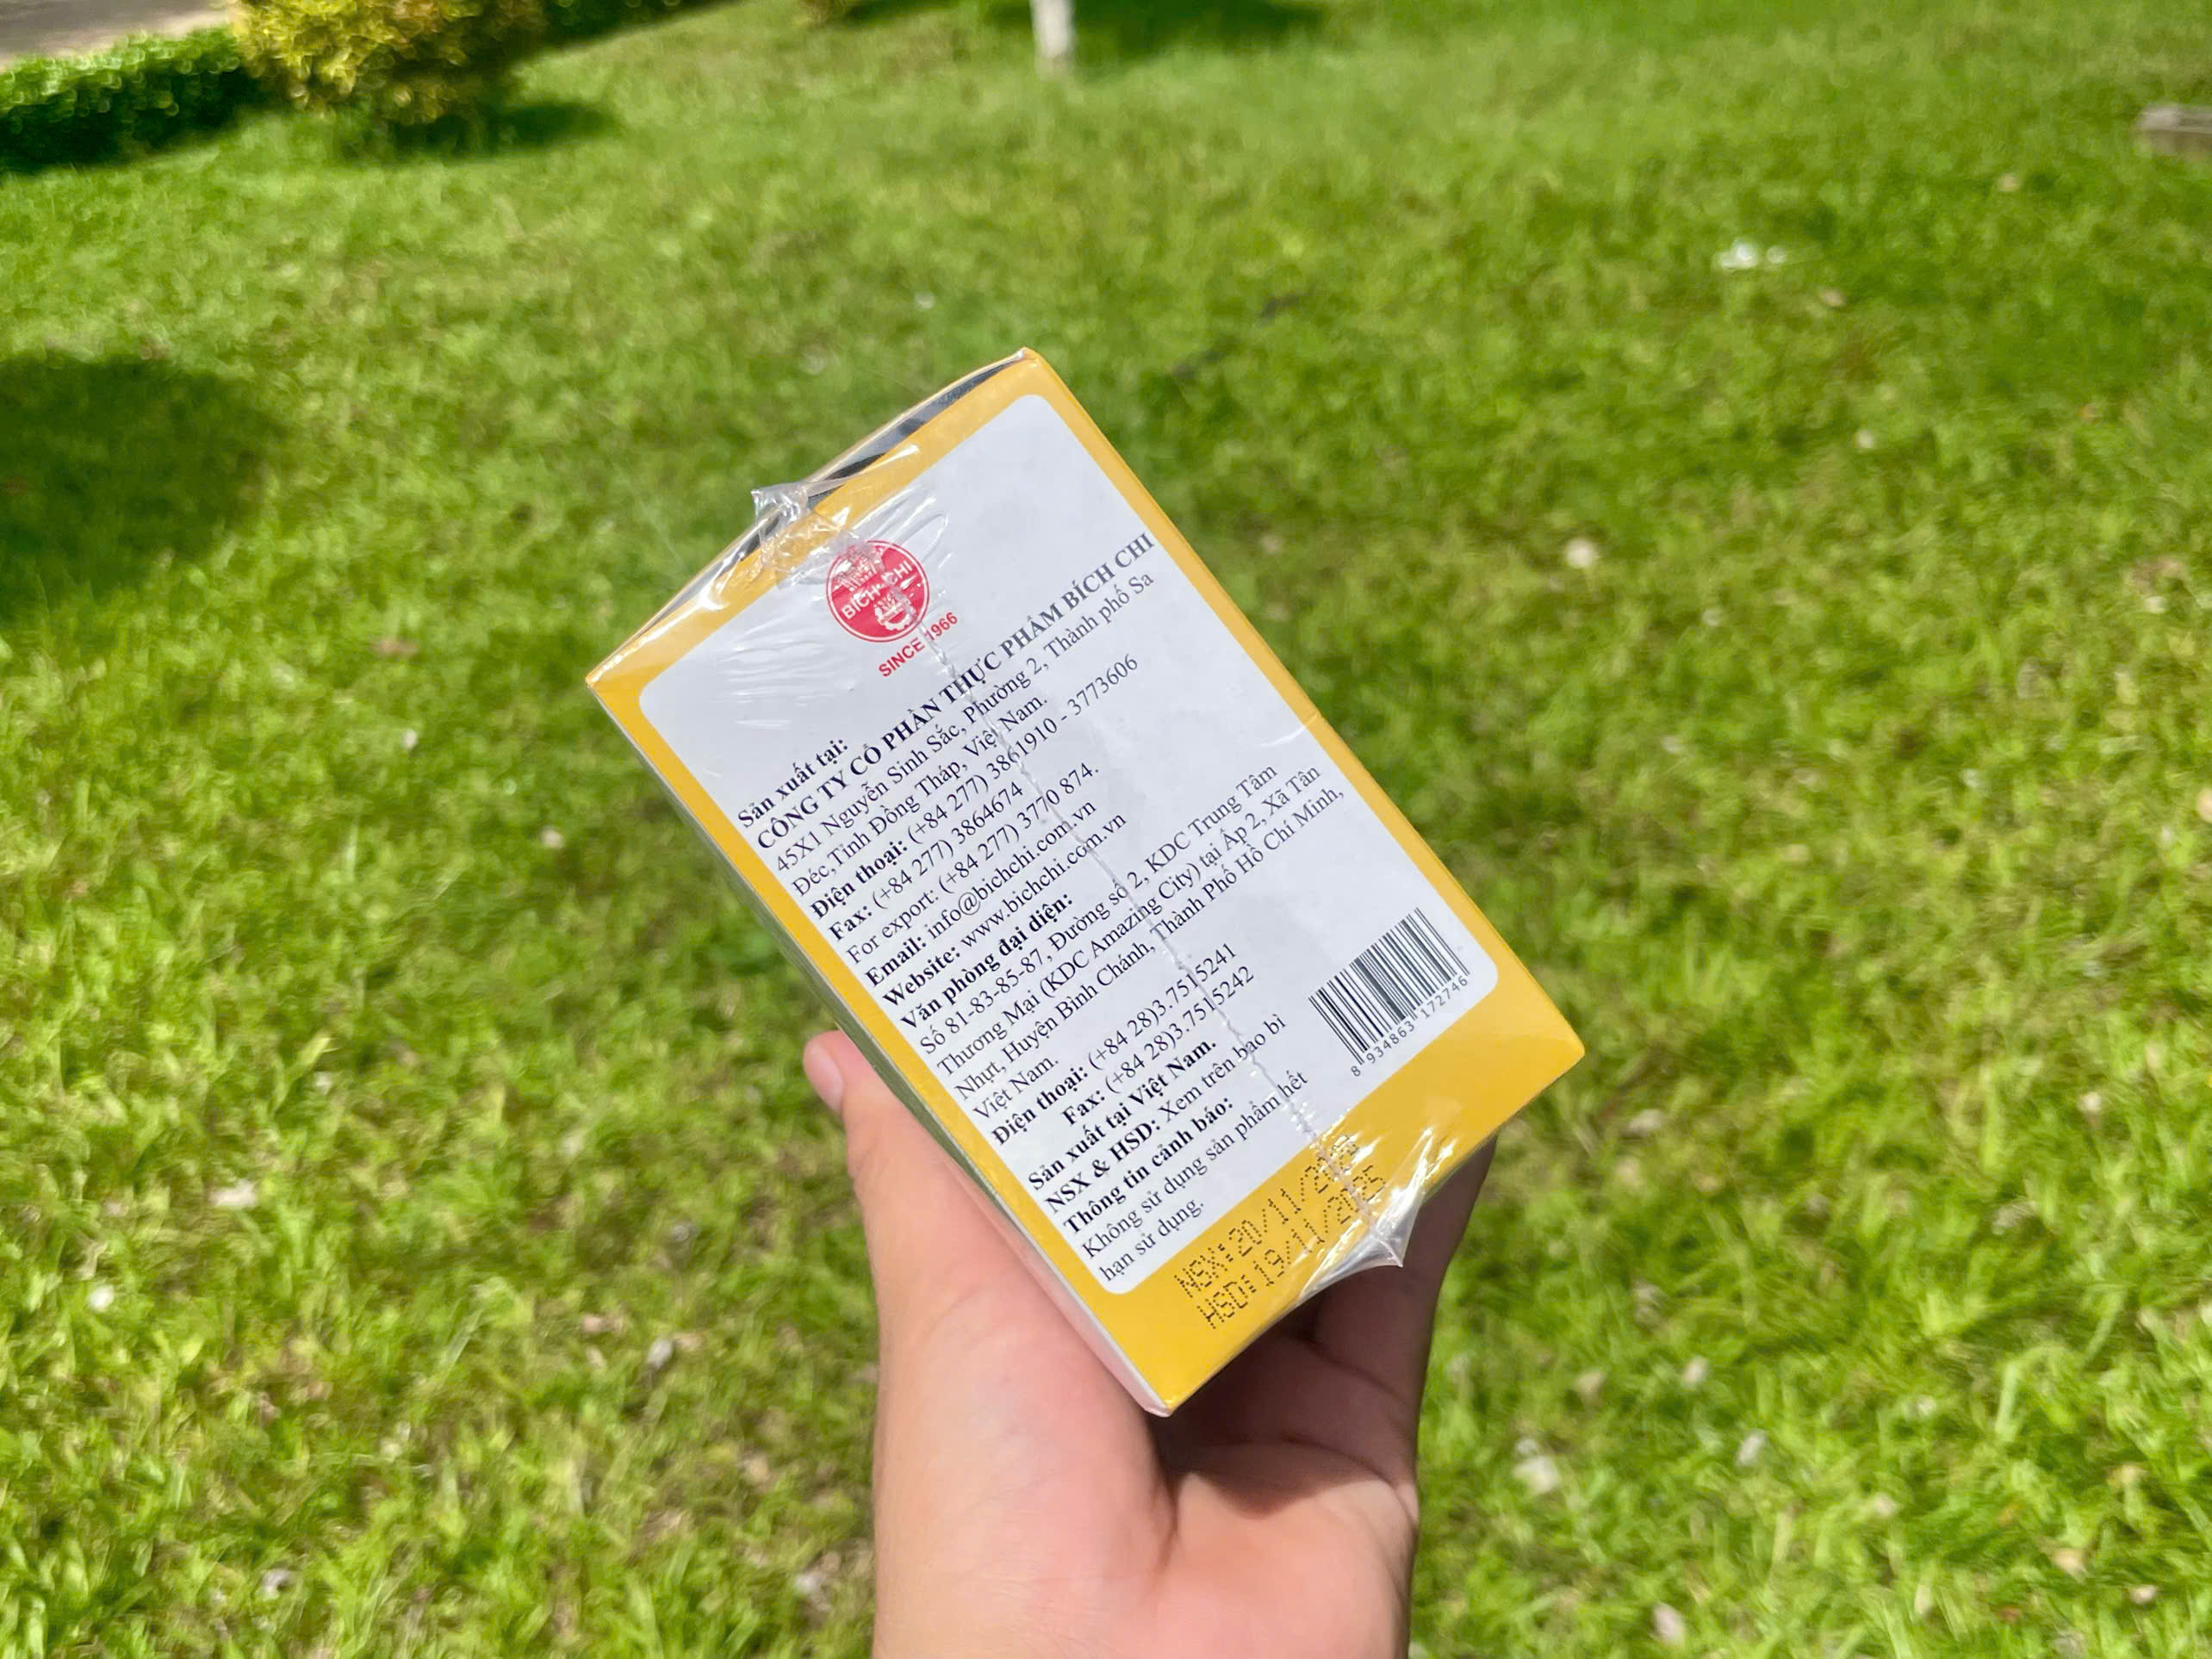 BÍCH CHI
SINCE 1966
Sản xuất tại:
CÔNG TY CỔ PHẦN THỰC PHẨM BÍCH CHI
45X1 Nguyễn Sinh Sắc, Phường 2, Thành phố Sa
Đéc, Tỉnh Đồng Tháp, Việt Nam.
Điện thoại: (+84 277) 3861910 - 3773606
Fax: (+84 277) 3864674
For export: (+84 277) 3770 874.
Email: info@bichchi.com.vn
Website: www.bichchi.com.vn
Văn phòng đại diện:
Số 81-83-85-87, Đường số 2, KDC Trung Tâm
Thương Mại (KDC Amazing City) tại Ấp 2, Xã Tân
Nhựt, Huyện Bình Chánh, Thành Phố Hồ Chí Minh,
Việt Nam.
Điện thoại: (+84 28)3.7515241
Fax: (+84 28)3.7515242
Sản xuất tại Việt Nam.
NSX & HSD: Xem trên bao bì
Thông tin cảnh báo:
Không sử dụng sản phẩm hết
hạn sử dụng.
8 934863 172746
NSX: 20/11/
HSD: 19/11/2025